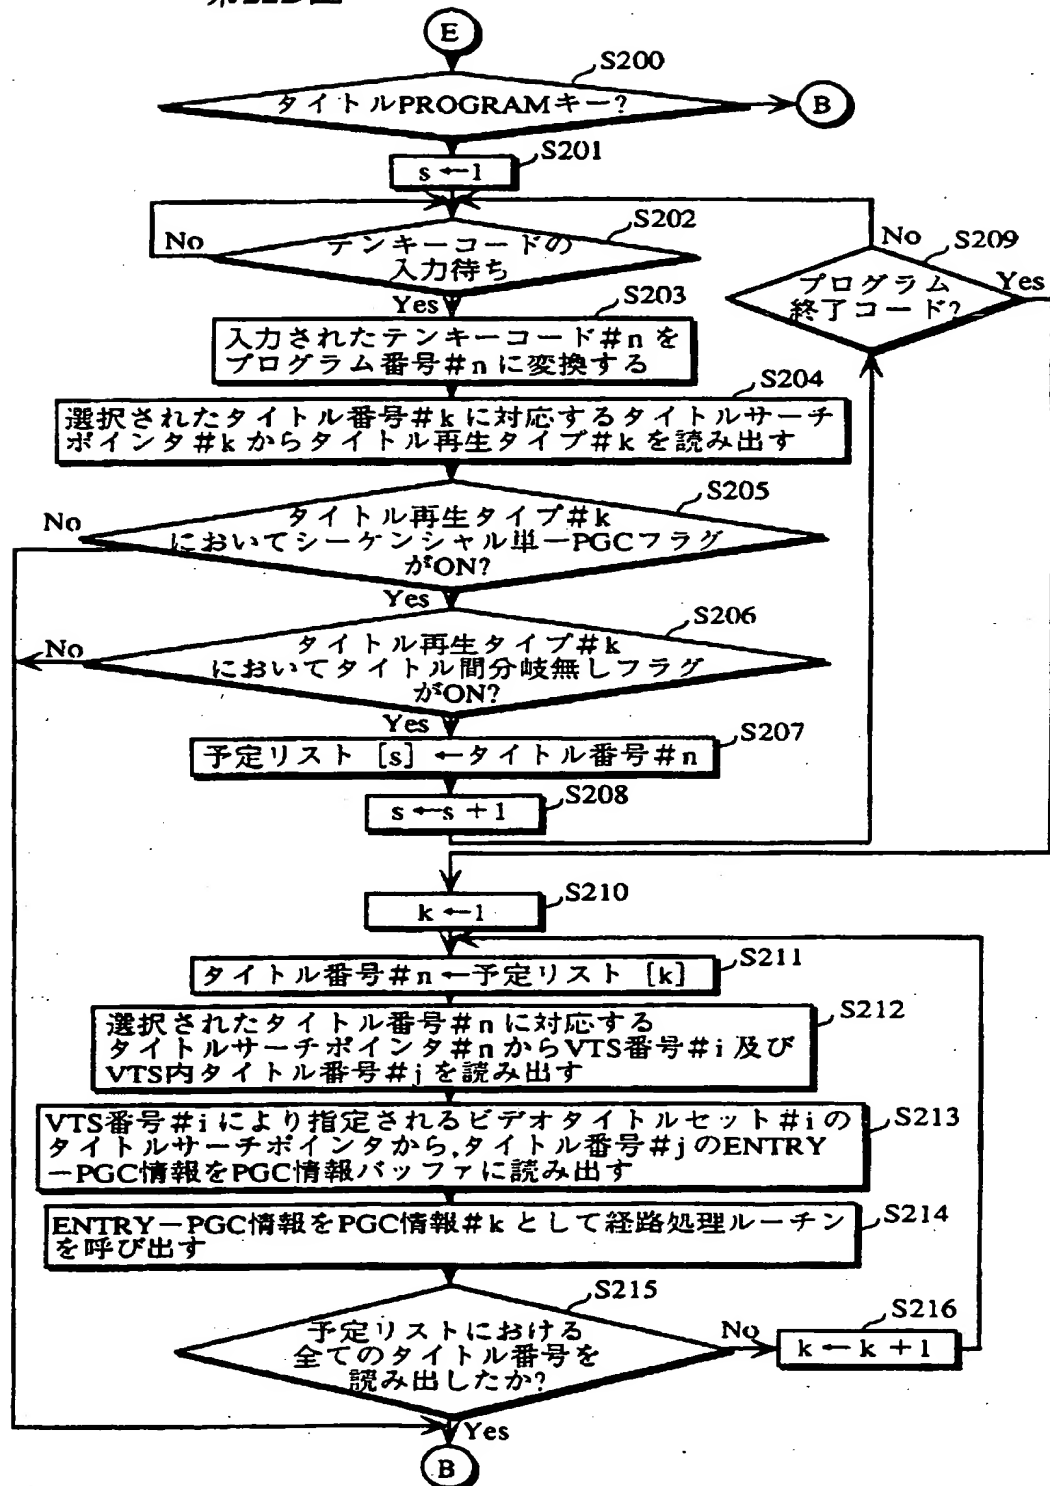 E
S200
タイトルPROGRAMキー?
B
S201
s←1
S202
No
テンキーコードの
入力待ち
Yes
No
S209
プログラム
終了コード?
Yes
S203
入力されたテンキーコード#nを
プログラム番号#nに変換する
S204
選択されたタイトル番号#kに対応するタイトルサーチ
ポインタ#kからタイトル再生タイプ#kを読み出す
S205
No
タイトル再生タイプ#k
においてシーケンシャル単一PGCフラグ
がON?
Yes
S206
No
タイトル再生タイプ#k
においてタイトル間分岐無しフラグ
がON?
Yes
S207
予定リスト [s] ←タイトル番号#n
S208
s←s+1
S210
k←1
S211
タイトル番号#n←予定リスト [k]
S212
選択されたタイトル番号#nに対応する
タイトルサーチポインタ#nからVTS番号#i及び
VTS内タイトル番号#jを読み出す
S213
VTS番号#iにより指定されるビデオタイトルセット#iの
タイトルサーチポインタから,タイトル番号#jのENTRY
-PGC情報をPGC情報バッファに読み出す
S214
ENTRY-PGC情報をPGC情報#kとして経路処理ルーチン
を呼び出す
S215
予定リストにおける
全てのタイトル番号を
読み出したか?
No
S216
k←k+1
Yes
B